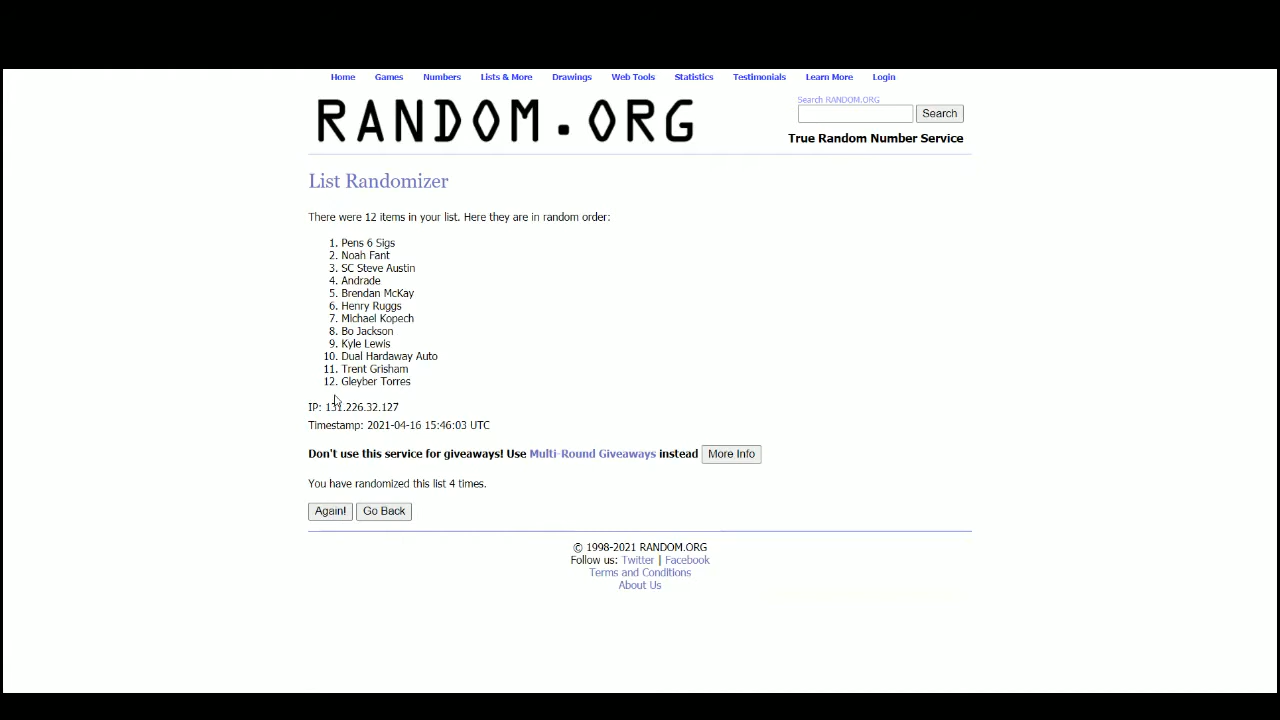 Home Games Numbers Lists & More Drawings Web Tools Statistics Testimonials Learn More Login
RANDOM.ORG
Search RANDOM.ORG
Search
True Random Number Service
List Randomizer
There were 12 items in your list. Here they are in random order:
1. Pens 6 Sigs
2. Noah Fant
3. SC Steve Austin
4. Andrade
5. Brendan McKay
6. Henry Ruggs
7. Michael Kopech
8. Bo Jackson
9. Kyle Lewis
10. Dual Hardaway Auto
11. Trent Grisham
12. Gleyber Torres
IP: 131.226.32.127
Timestamp: 2021-04-16 15:46:03 UTC
Don't use this service for giveaways! Use Multi-Round Giveaways instead More Info
You have randomized this list 4 times.
Again! Go Back
© 1998-2021 RANDOM.ORG
Follow us: Twitter | Facebook
Terms and Conditions
About Us